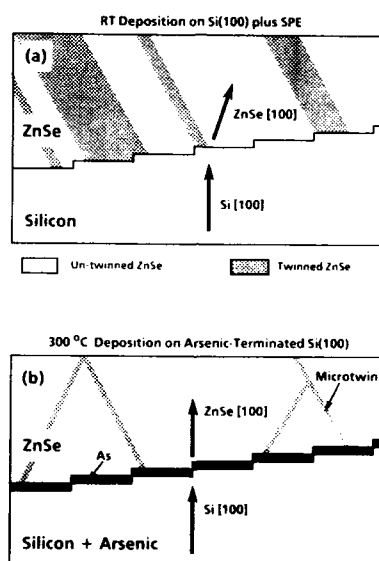 RT Deposition on Si(100) plus SPE
(a)
ZnSe [100]
ZnSe
Si [100]
Silicon
Un-twinned ZnSe
Twinned ZnSe
300 °C Deposition on Arsenic-Terminated Si(100)
(b)
Microtwin
ZnSe [100]
ZnSe
As
Si [100]
Silicon + Arsenic